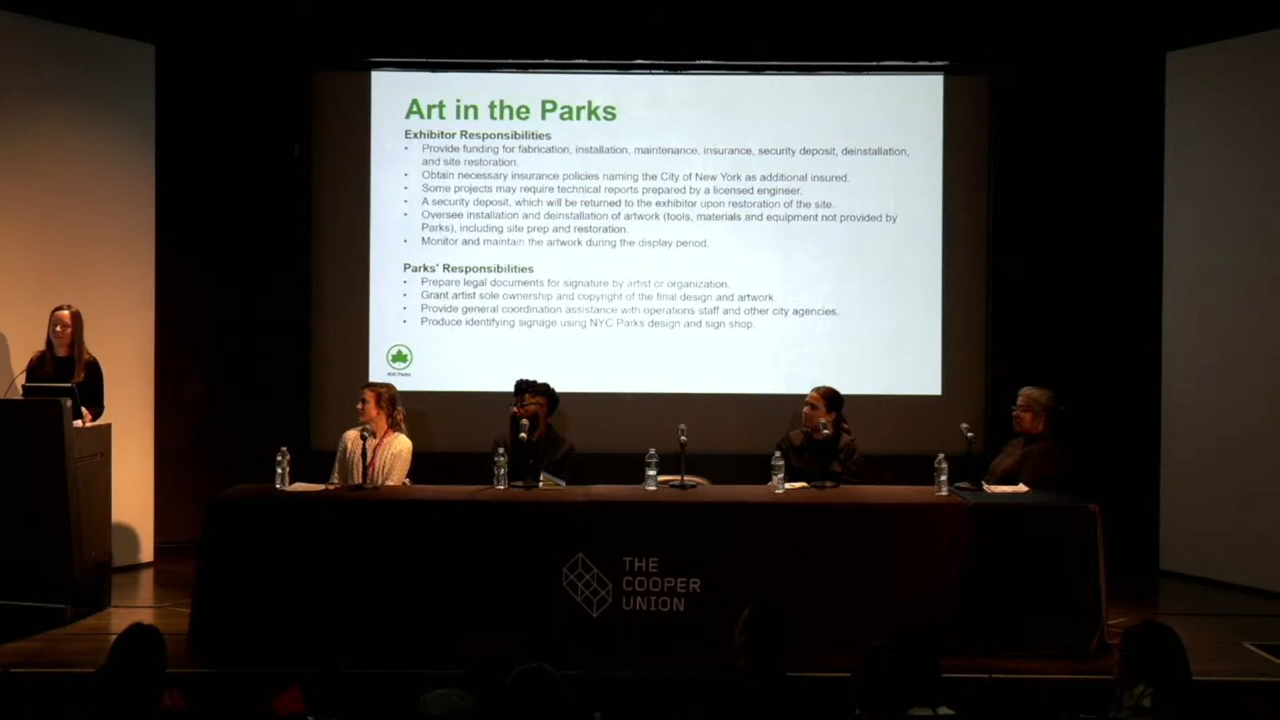 Art in the Parks
Exhibitor Responsibilities
• Provide funding for fabrication, installation, maintenance, insurance, security deposit, deinstallation,
and site restoration.
• Obtain necessary insurance policies naming the City of New York as additional insured.
• Some projects may require technical reports prepared by a licensed engineer.
• A security deposit, which will be returned to the exhibitor upon restoration of the site.
• Oversee installation and deinstallation of artwork (tools, materials and equipment not provided by
Parks), including site prep and restoration.
• Monitor and maintain the artwork during the display period.
Parks' Responsibilities
• Prepare legal documents for signature by artist or organization.
• Grant artist sole ownership and copyright of the final design and artwork.
• Provide general coordination assistance with operations staff and other city agencies.
• Produce identifying signage using NYC Parks design and sign shop.
NYC Parks
THE
COOPER
UNION